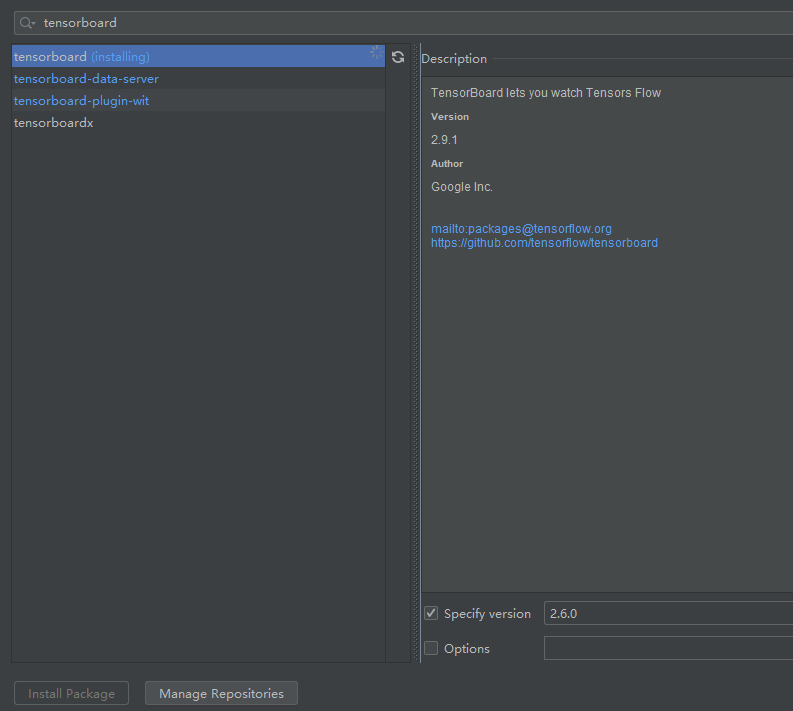 tensorboard
tensorboard (installing)
tensorboard-data-server
tensorboard-plugin-wit
tensorboardx
Description
TensorBoard lets you watch Tensors Flow
Version
2.9.1
Author
Google Inc.
mailto:packages@tensorflow.org
https://github.com/tensorflow/tensorboard
Specify version
2.6.0
Options
Install Package
Manage Repositories